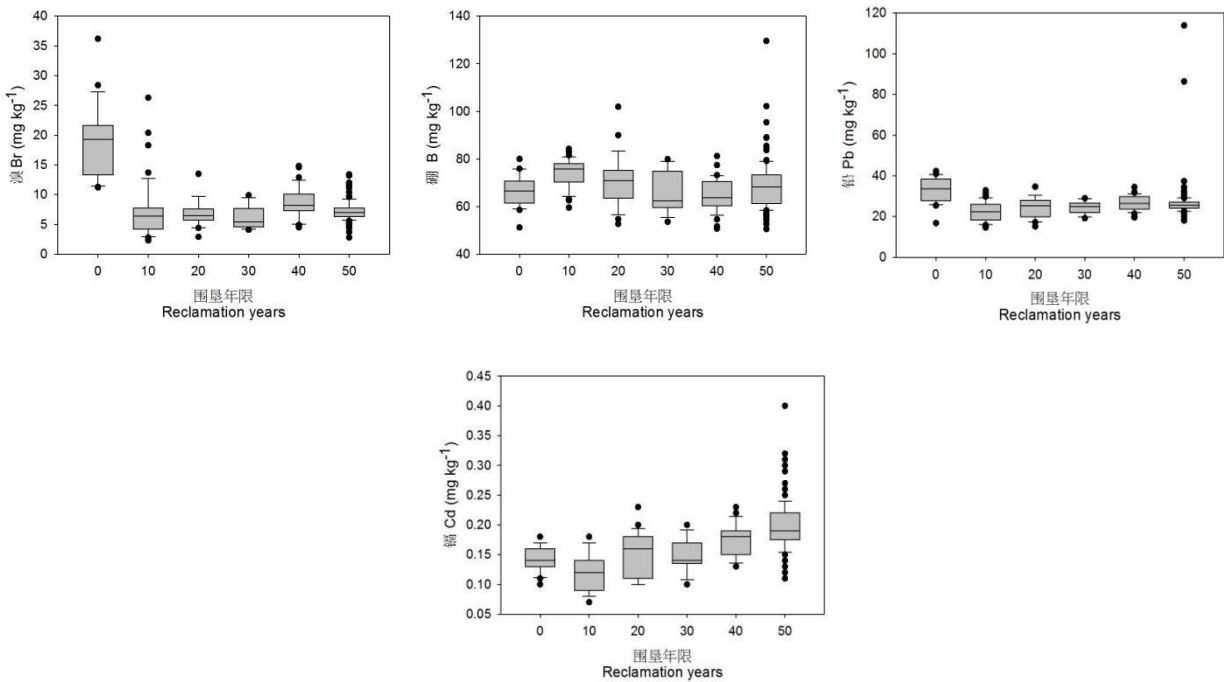 溴 Br (mg kg⁻¹)
40
35
30
25
20
15
10
5
0
0 10 20 30 40 50
围垦年限
Reclamation years
硼 B (mg kg⁻¹)
140
120
100
80
60
40
0 10 20 30 40 50
围垦年限
Reclamation years
铅 Pb (mg kg⁻¹)
120
100
80
60
40
20
0
0 10 20 30 40 50
围垦年限
Reclamation years
镉 Cd (mg kg⁻¹)
0.45
0.40
0.35
0.30
0.25
0.20
0.15
0.10
0.05
0 10 20 30 40 50
围垦年限
Reclamation years